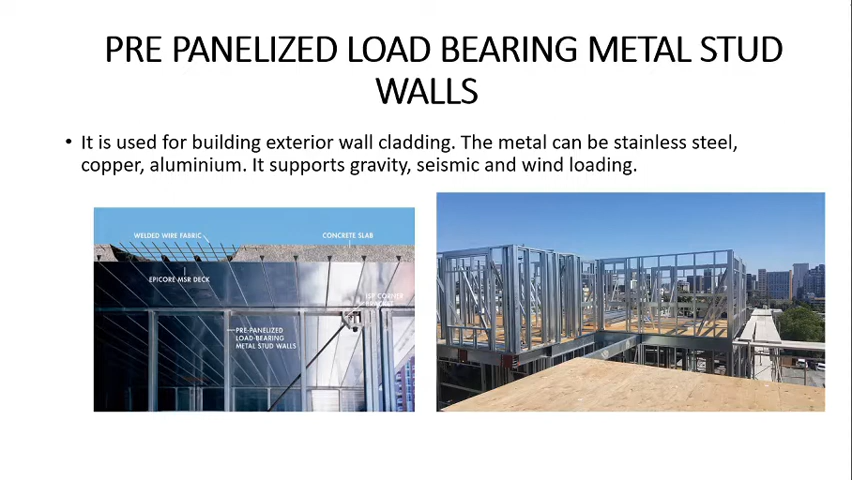 PRE PANELIZED LOAD BEARING METAL STUD
WALLS
• It is used for building exterior wall cladding. The metal can be stainless steel,
copper, aluminium. It supports gravity, seismic and wind loading.
WELDED WIRE FABRIC
CONCRETE SLAB
EPICORE MSR DECK
CORNER
PRE-PANELIZED
LOAD-BEARING
METAL STUD WALLS